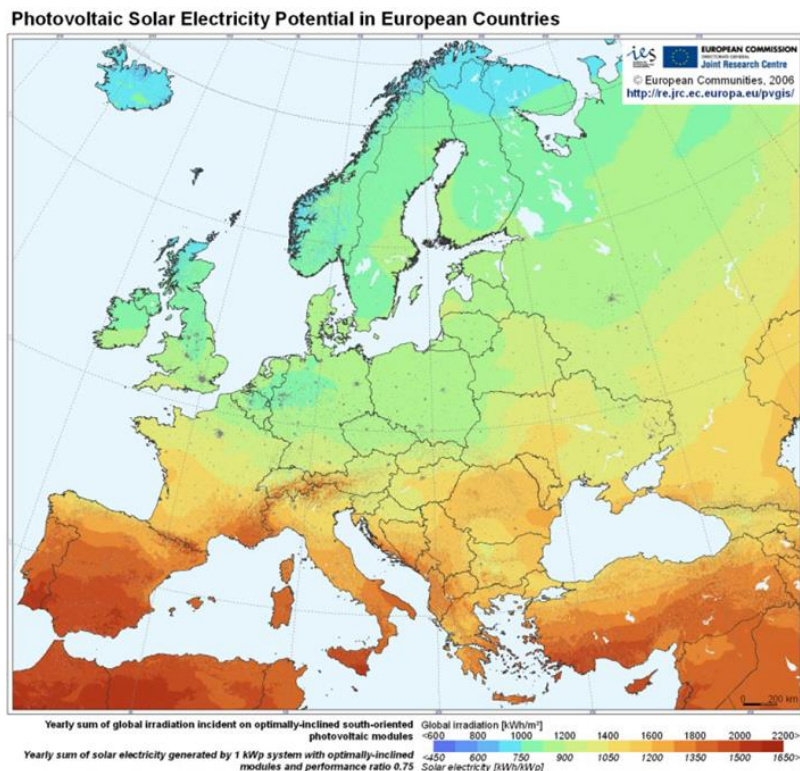 Photovoltaic Solar Electricity Potential in European Countries
ies
EUROPEAN COMMISSION
DIRECTORATE-GENERAL
Joint Research Centre
© European Communities, 2006
http://re.jrc.ec.europa.eu/pvgis/
0 200 km
Yearly sum of global irradiation incident on optimally-inclined south-oriented
photovoltaic modules
Global irradiation [kWh/m²]
<600 800 1000 1200 1400 1600 1800 2000 2200>
<450 600 750 900 1050 1200 1350 1500 1650>
Yearly sum of solar electricity generated by 1 kWp system with optimally-inclined
modules and performance ratio 0.75
Solar electricity [kWh/kWp]